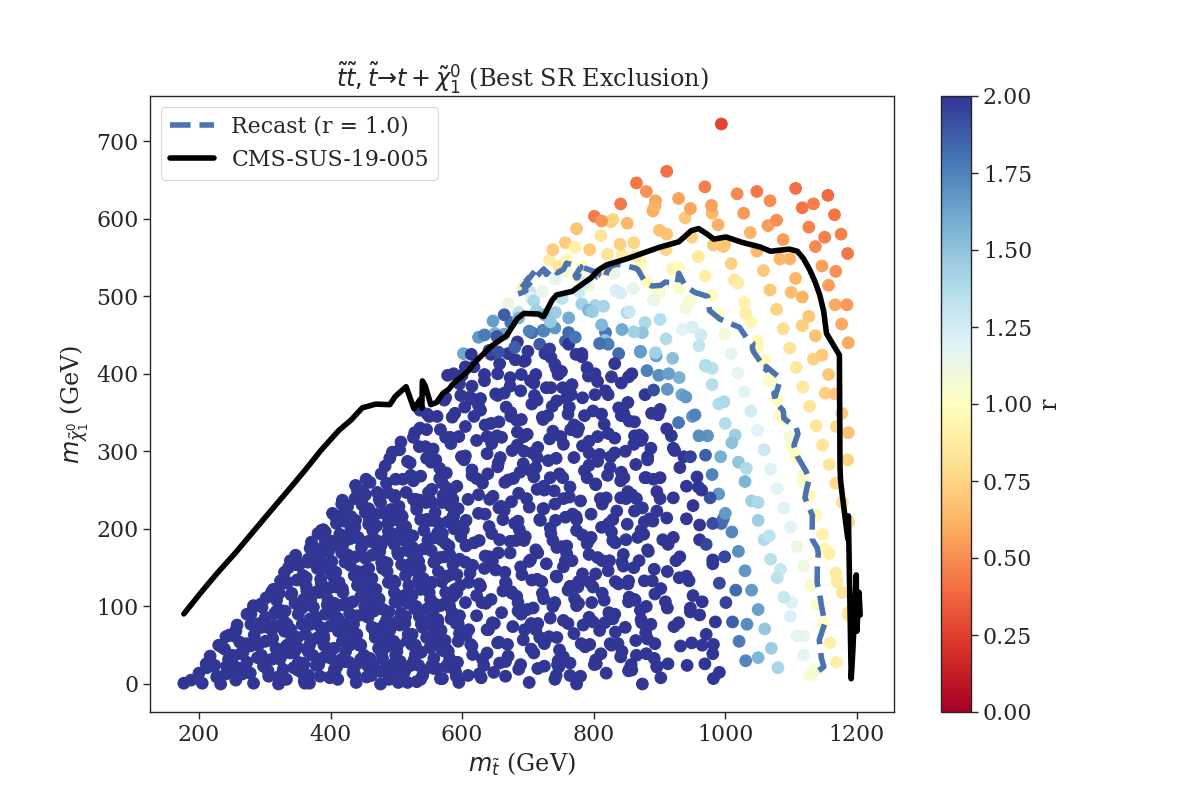 t̃t̃, t̃→t + χ̃₁⁰ (Best SR Exclusion)
Recast (r = 1.0)
CMS-SUS-19-005
700
600
500
400
300
200
100
0
m_χ̃₁⁰ (GeV)
200 400 600 800 1000 1200
m_t̃ (GeV)
2.00
1.75
1.50
1.25
1.00
0.75
0.50
0.25
0.00
r